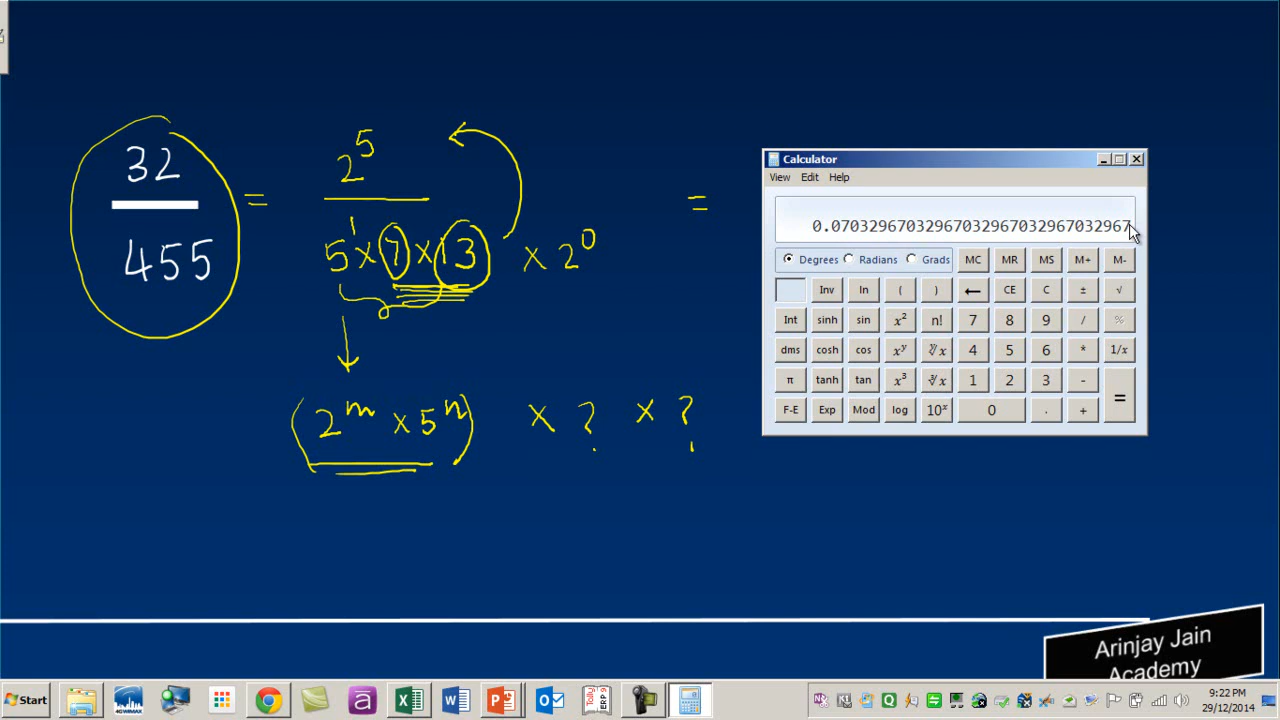 32
455
=
2^5
5^1 x 7 x 13 x 2^0
=
(2^m x 5^n) x ? x ?
Calculator
View Edit Help
0.07032967032967032967032967032967
Degrees Radians Grads MC MR MS M+ M-
Inv ln ( ) ← CE C ± √
Int sinh sin x² n! 7 8 9 / %
dms cosh cos x^y ʸ√x 4 5 6 * 1/x
π tanh tan x³ ³√x 1 2 3 -
F-E Exp Mod log 10^x 0 . + =
Arinjay Jain
Academy
Start
9:22 PM
29/12/2014